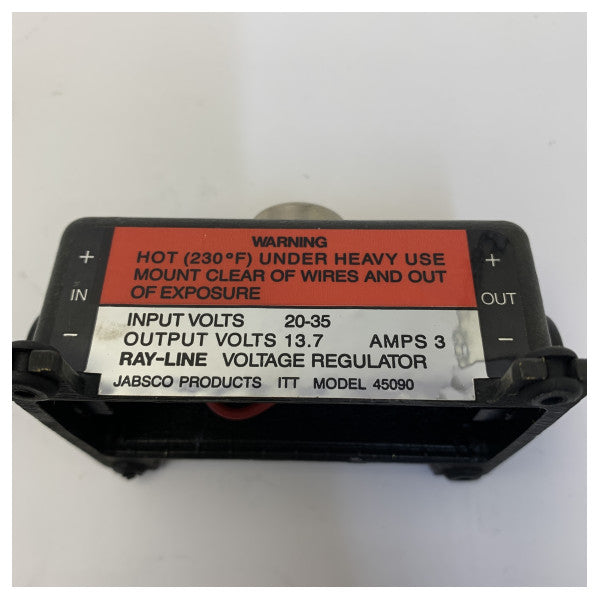 WARNING
HOT (230°F) UNDER HEAVY USE
MOUNT CLEAR OF WIRES AND OUT
OF EXPOSURE
+
IN
−
+
OUT
−
INPUT VOLTS 20-35
OUTPUT VOLTS 13.7 AMPS 3
RAY-LINE VOLTAGE REGULATOR
JABSCO PRODUCTS ITT MODEL 45090